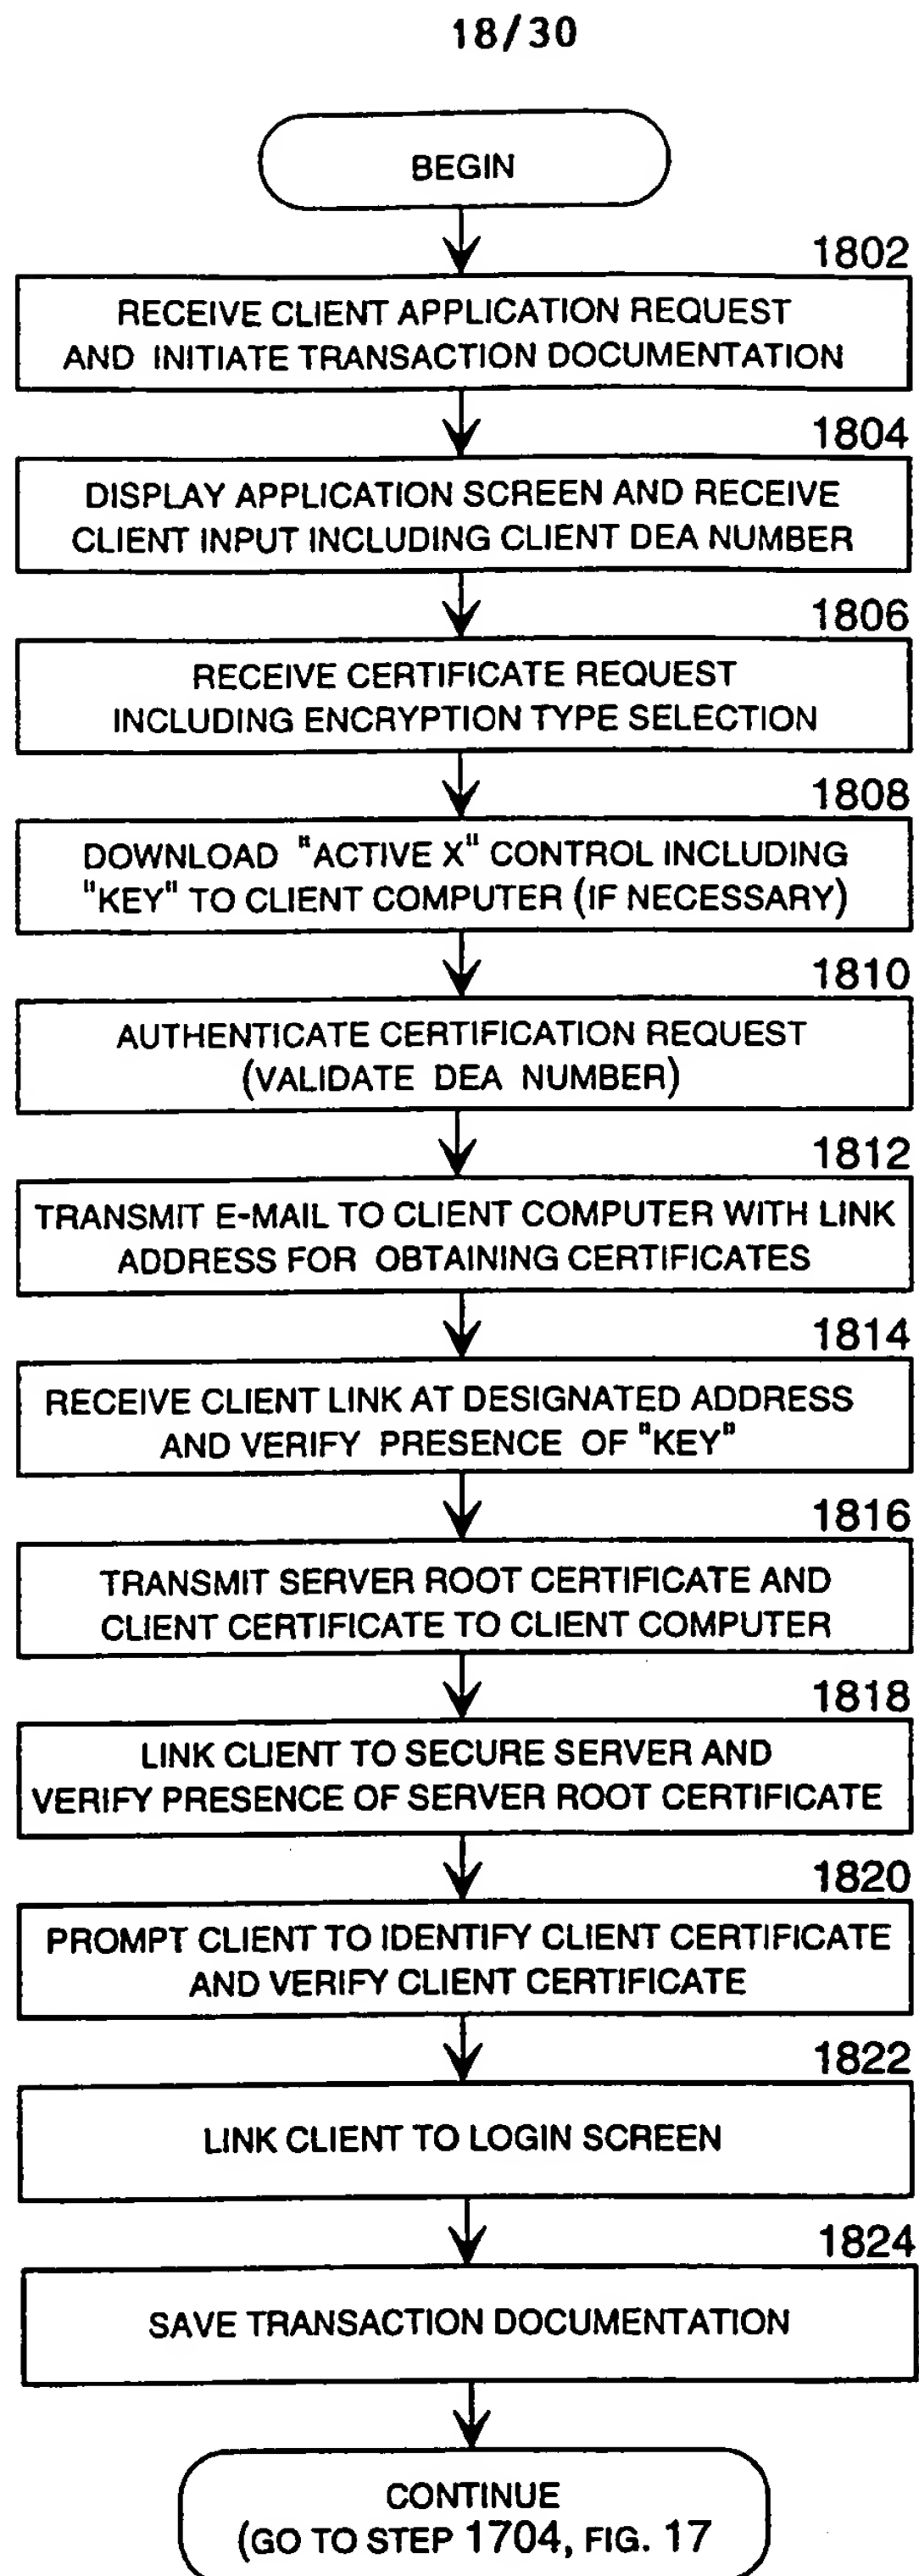 18/30
BEGIN
1802
RECEIVE CLIENT APPLICATION REQUEST
AND INITIATE TRANSACTION DOCUMENTATION
1804
DISPLAY APPLICATION SCREEN AND RECEIVE
CLIENT INPUT INCLUDING CLIENT DEA NUMBER
1806
RECEIVE CERTIFICATE REQUEST
INCLUDING ENCRYPTION TYPE SELECTION
1808
DOWNLOAD "ACTIVE X" CONTROL INCLUDING
"KEY" TO CLIENT COMPUTER (IF NECESSARY)
1810
AUTHENTICATE CERTIFICATION REQUEST
(VALIDATE DEA NUMBER)
1812
TRANSMIT E-MAIL TO CLIENT COMPUTER WITH LINK
ADDRESS FOR OBTAINING CERTIFICATES
1814
RECEIVE CLIENT LINK AT DESIGNATED ADDRESS
AND VERIFY PRESENCE OF "KEY"
1816
TRANSMIT SERVER ROOT CERTIFICATE AND
CLIENT CERTIFICATE TO CLIENT COMPUTER
1818
LINK CLIENT TO SECURE SERVER AND
VERIFY PRESENCE OF SERVER ROOT CERTIFICATE
1820
PROMPT CLIENT TO IDENTIFY CLIENT CERTIFICATE
AND VERIFY CLIENT CERTIFICATE
1822
LINK CLIENT TO LOGIN SCREEN
1824
SAVE TRANSACTION DOCUMENTATION
CONTINUE
(GO TO STEP 1704, FIG. 17